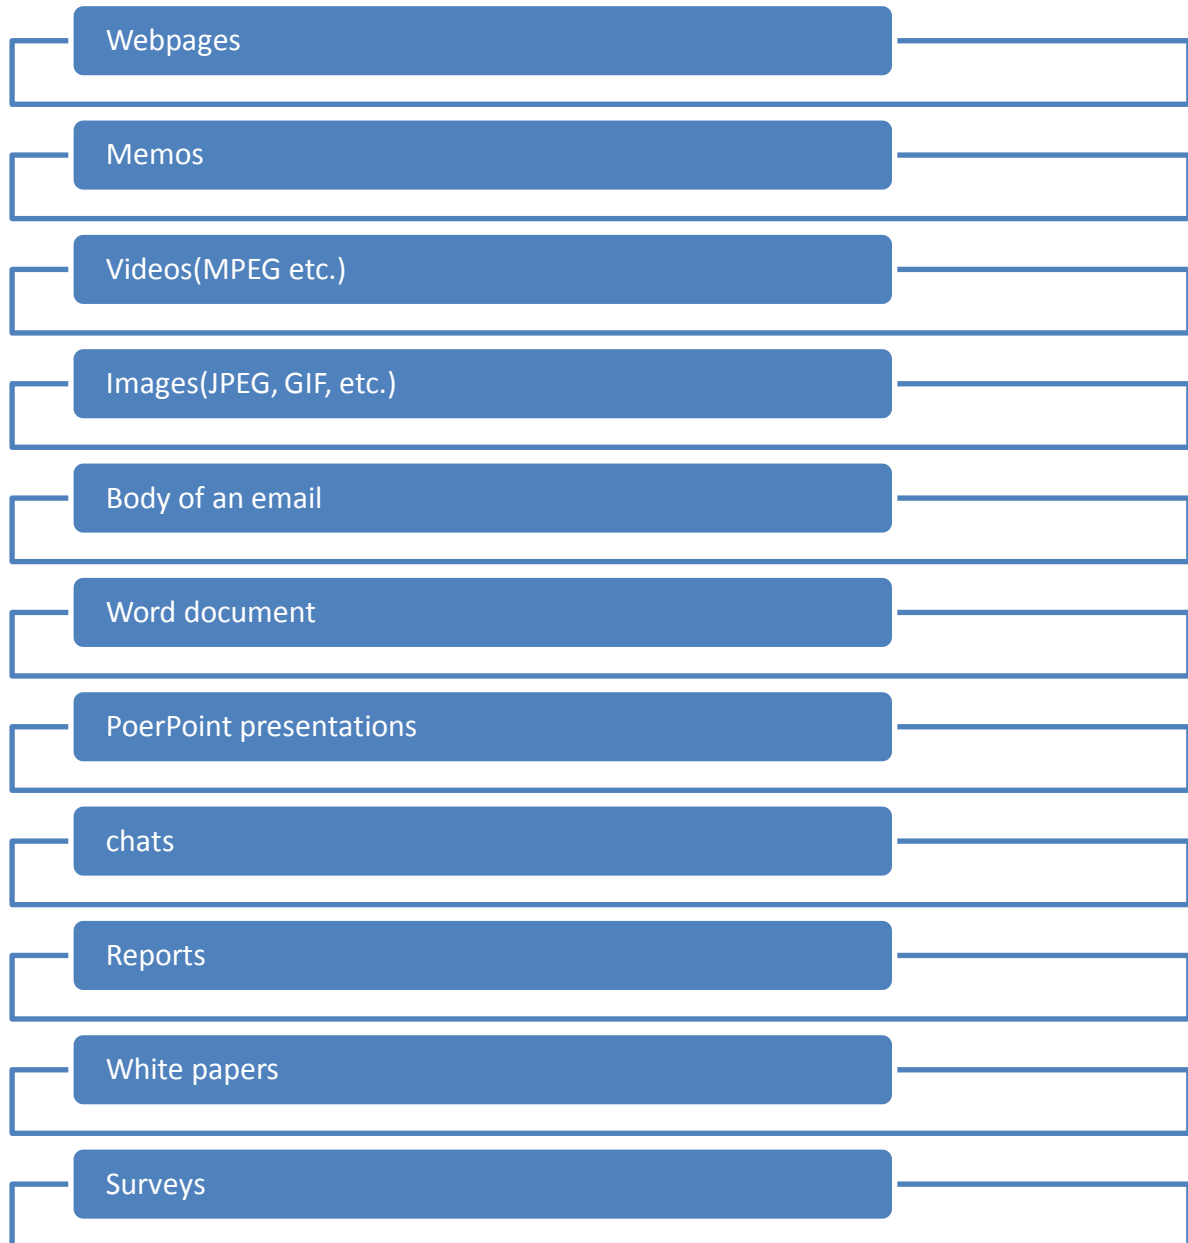 Webpages
Memos
Videos(MPEG etc.)
Images(JPEG, GIF, etc.)
Body of an email
Word document
PoerPoint presentations
chats
Reports
White papers
Surveys